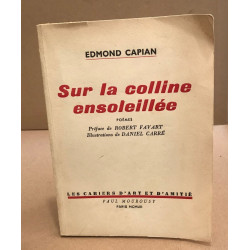 EDMOND CAPIAN
Sur la colline
ensoleillée
POÈMES
Préface de ROBERT FAVART
Illustrations de DANIEL CARRÉ
LES CAHIERS D'ART ET D'AMITIÉ
PAUL MOUROUSY
PARIS